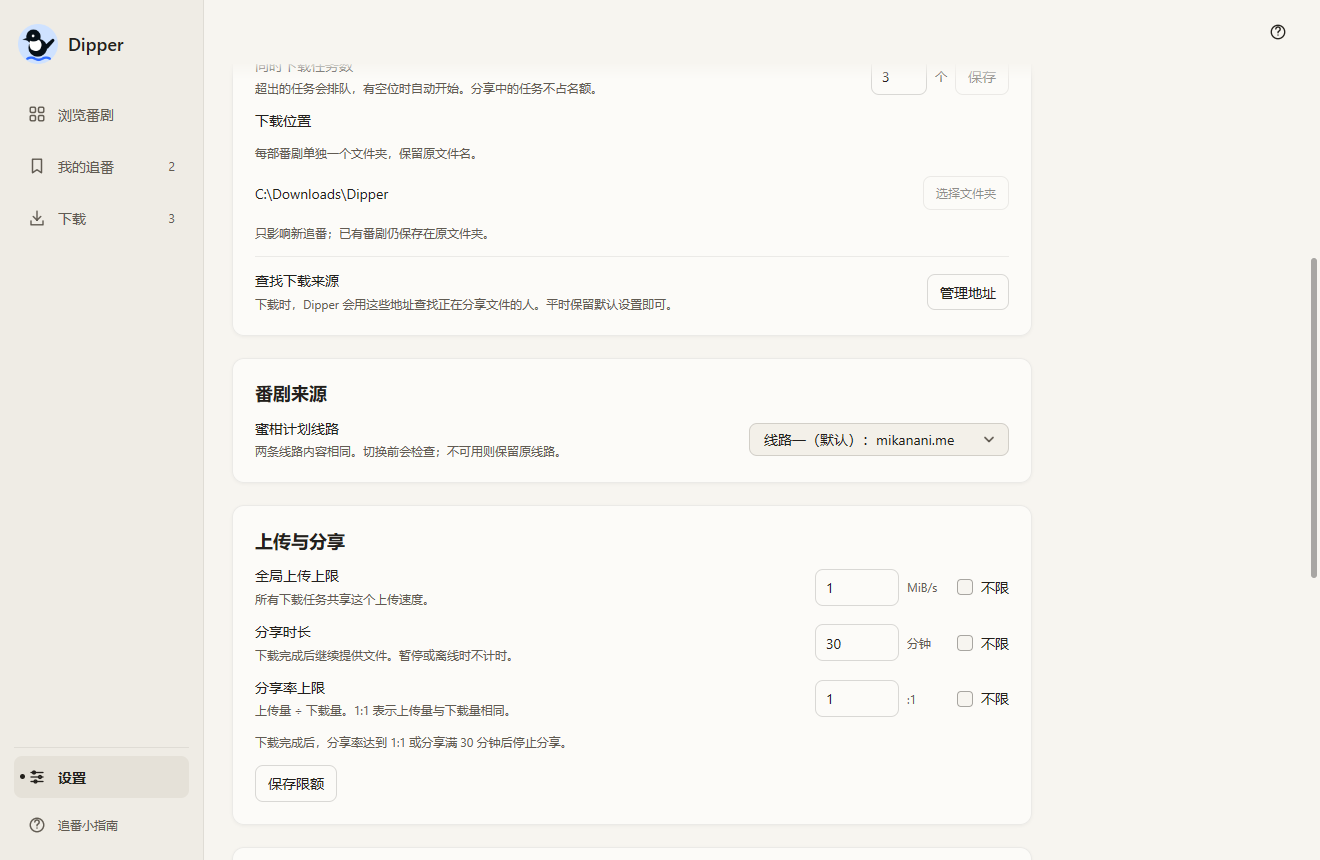 Dipper
浏览番剧
我的追番 2
下载 3
设置
追番小指南
同时下载任务数
超出的任务会排队，有空位时自动开始。分享中的任务不占名额。
3 个 保存
下载位置
每部番剧单独一个文件夹，保留原文件名。
C:\Downloads\Dipper
选择文件夹
只影响新追番；已有番剧仍保存在原文件夹。
查找下载来源
下载时，Dipper 会用这些地址查找正在分享文件的人。平时保留默认设置即可。
管理地址
番剧来源
蜜柑计划线路
两条线路内容相同。切换前会检查；不可用则保留原线路。
线路一（默认）：mikanani.me
上传与分享
全局上传上限
所有下载任务共享这个上传速度。
1 MiB/s 不限
分享时长
下载完成后继续提供文件。暂停或离线时不计时。
30 分钟 不限
分享率上限
上传量 ÷ 下载量。1:1 表示上传量与下载量相同。
1 :1 不限
下载完成后，分享率达到 1:1 或分享满 30 分钟后停止分享。
保存限额